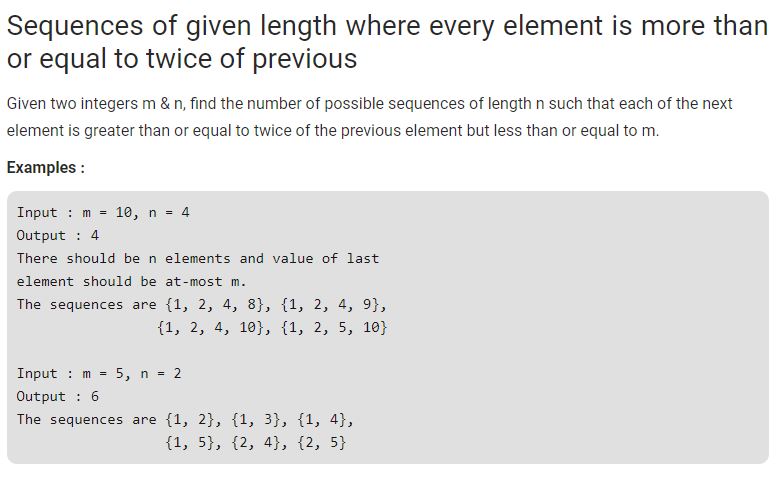 Sequences of given length where every element is more than
or equal to twice of previous
Given two integers m & n, find the number of possible sequences of length n such that each of the next
element is greater than or equal to twice of the previous element but less than or equal to m.
Examples :
Input : m = 10, n = 4
Output : 4
There should be n elements and value of last
element should be at-most m.
The sequences are {1, 2, 4, 8}, {1, 2, 4, 9},
{1, 2, 4, 10}, {1, 2, 5, 10}
Input : m = 5, n = 2
Output : 6
The sequences are {1, 2}, {1, 3}, {1, 4},
{1, 5}, {2, 4}, {2, 5}